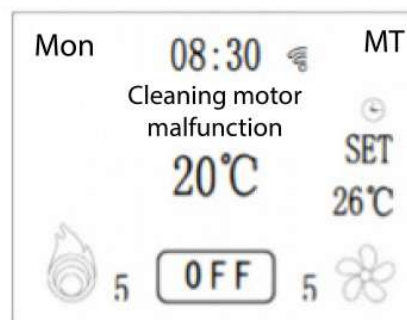 Mon 08:30 MT
Cleaning motor
malfunction
SET
20℃
26℃
5 OFF 5